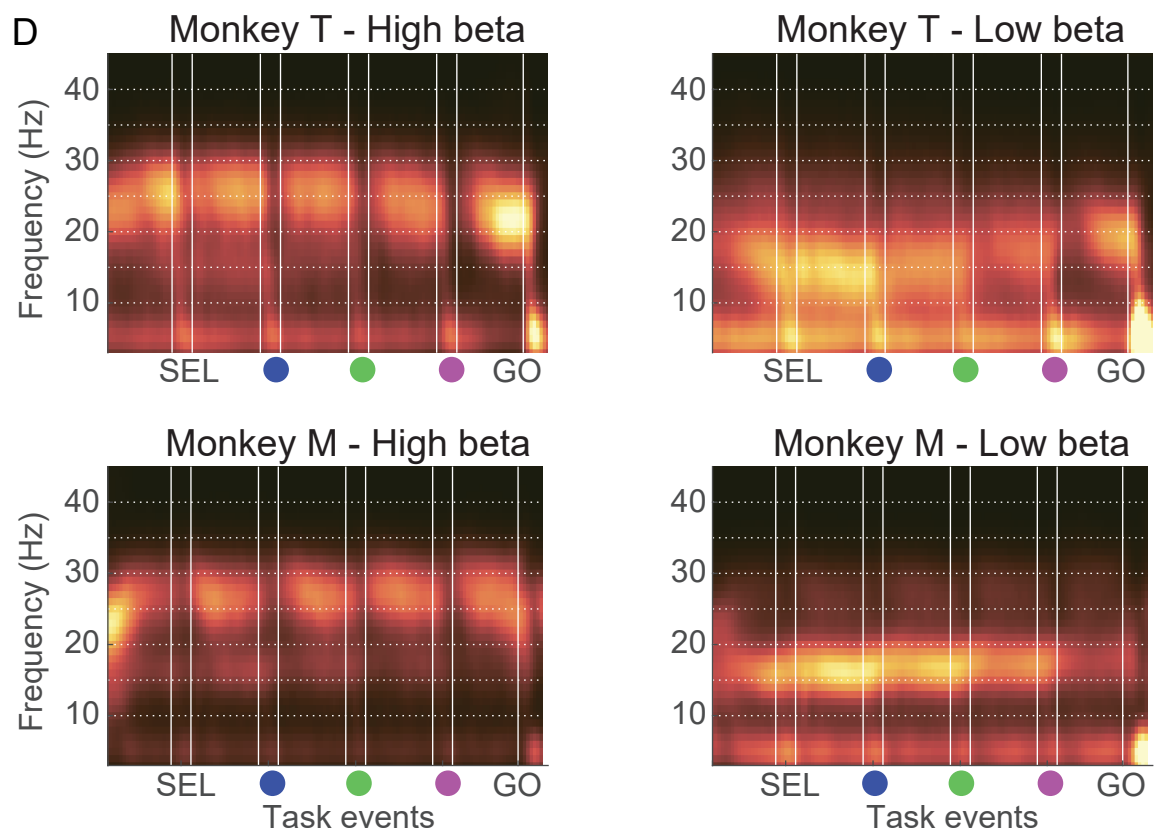 D
Monkey T - High beta
Monkey T - Low beta
Frequency (Hz)
40
30
20
10
SEL
GO
40
30
20
10
SEL
GO
Monkey M - High beta
Monkey M - Low beta
Frequency (Hz)
40
30
20
10
SEL
GO
Task events
40
30
20
10
SEL
GO
Task events